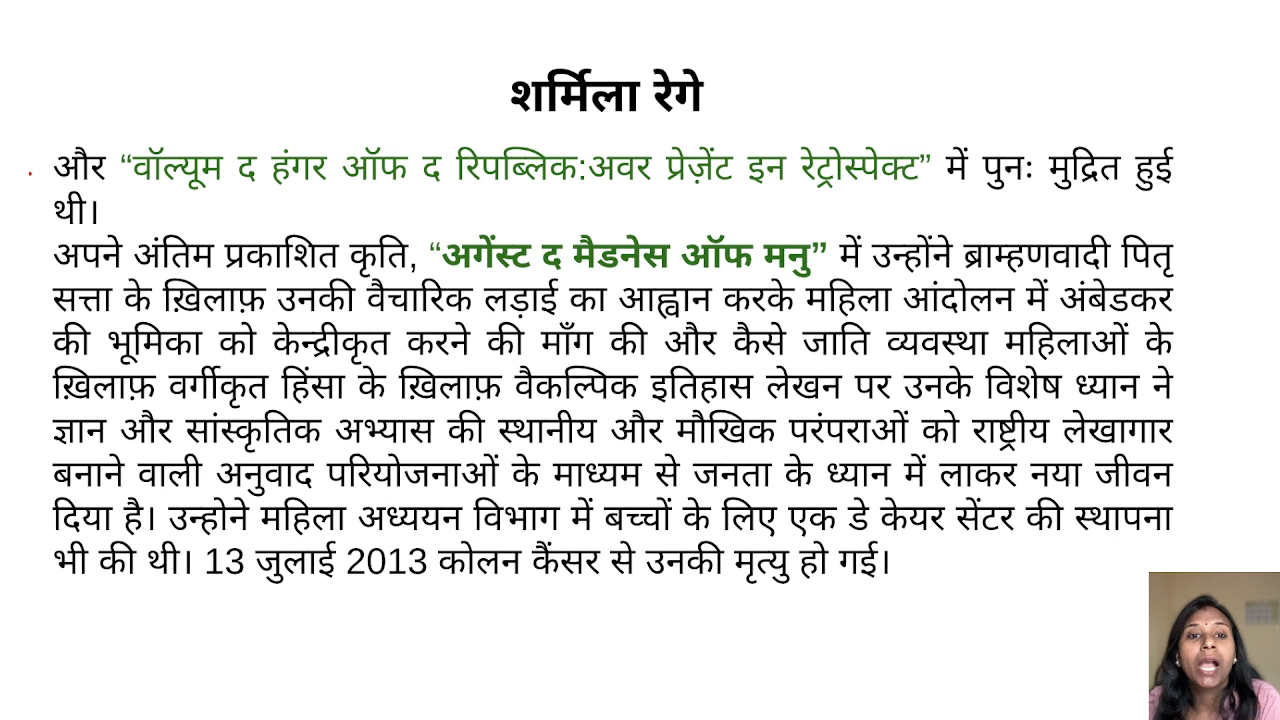 शर्मिला रेगे
और “वॉल्यूम द हंगर ऑफ द रिपब्लिक:अवर प्रेज़ेंट इन रेट्रोस्पेक्ट” में पुनः मुद्रित हुई
थी।
अपने अंतिम प्रकाशित कृति, “अगेंस्ट द मैडनेस ऑफ मनु” में उन्होंने ब्राम्हणवादी पितृ
सत्ता के ख़िलाफ़ उनकी वैचारिक लड़ाई का आह्वान करके महिला आंदोलन में अंबेडकर
की भूमिका को केन्द्रीकृत करने की माँग की और कैसे जाति व्यवस्था महिलाओं के
ख़िलाफ़ वर्गीकृत हिंसा के ख़िलाफ़ वैकल्पिक इतिहास लेखन पर उनके विशेष ध्यान ने
ज्ञान और सांस्कृतिक अभ्यास की स्थानीय और मौखिक परंपराओं को राष्ट्रीय लेखागार
बनाने वाली अनुवाद परियोजनाओं के माध्यम से जनता के ध्यान में लाकर नया जीवन
दिया है। उन्होने महिला अध्ययन विभाग में बच्चों के लिए एक डे केयर सेंटर की स्थापना
भी की थी। 13 जुलाई 2013 कोलन कैंसर से उनकी मृत्यु हो गई।